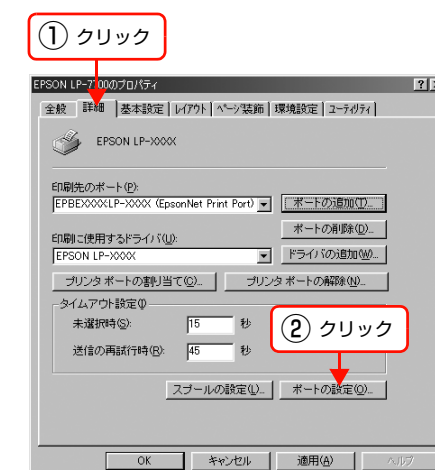 ① クリック
EPSON LP-7700のプロパティ
全般 詳細 基本設定 レイアウト ページ装飾 環境設定 ユーティリティ
EPSON LP-XXXX
印刷先のポート(P):
EPBEXXXX:LP-XXXX (EpsonNet Print Port) ポートの追加(T)...
ポートの削除(D)...
印刷に使用するドライバ(U):
EPSON LP-XXXX ドライバの追加(W)...
プリンタ ポートの割り当て(C)... プリンタ ポートの解除(N)...
タイムアウト設定
未選択時(S): 15 秒
② クリック
送信の再試行時(R): 45 秒
スプールの設定(L)... ポートの設定(O)...
OK キャンセル 適用(A) ヘルプ